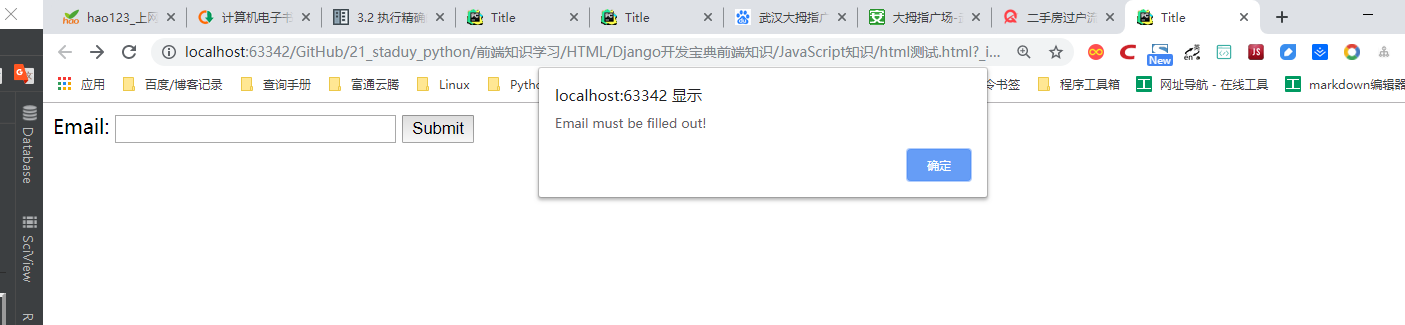 hao123_上网
计算机电子书
3.2 执行精确
Title
Title
武汉大拇指广
大拇指广场-
二手房过户流
Title
localhost:63342/GitHub/21_staduy_python/前端知识学习/HTML/Django开发宝典前端知识/JavaScript知识/html测试.html?_i...
New
en
JS
应用
百度/博客记录
查询手册
富通云腾
Linux
Pytho
令书签
程序工具箱
网址导航 - 在线工具
markdown编辑器
localhost:63342 显示
Email must be filled out!
确定
Email:
Submit
Database
SciView
R